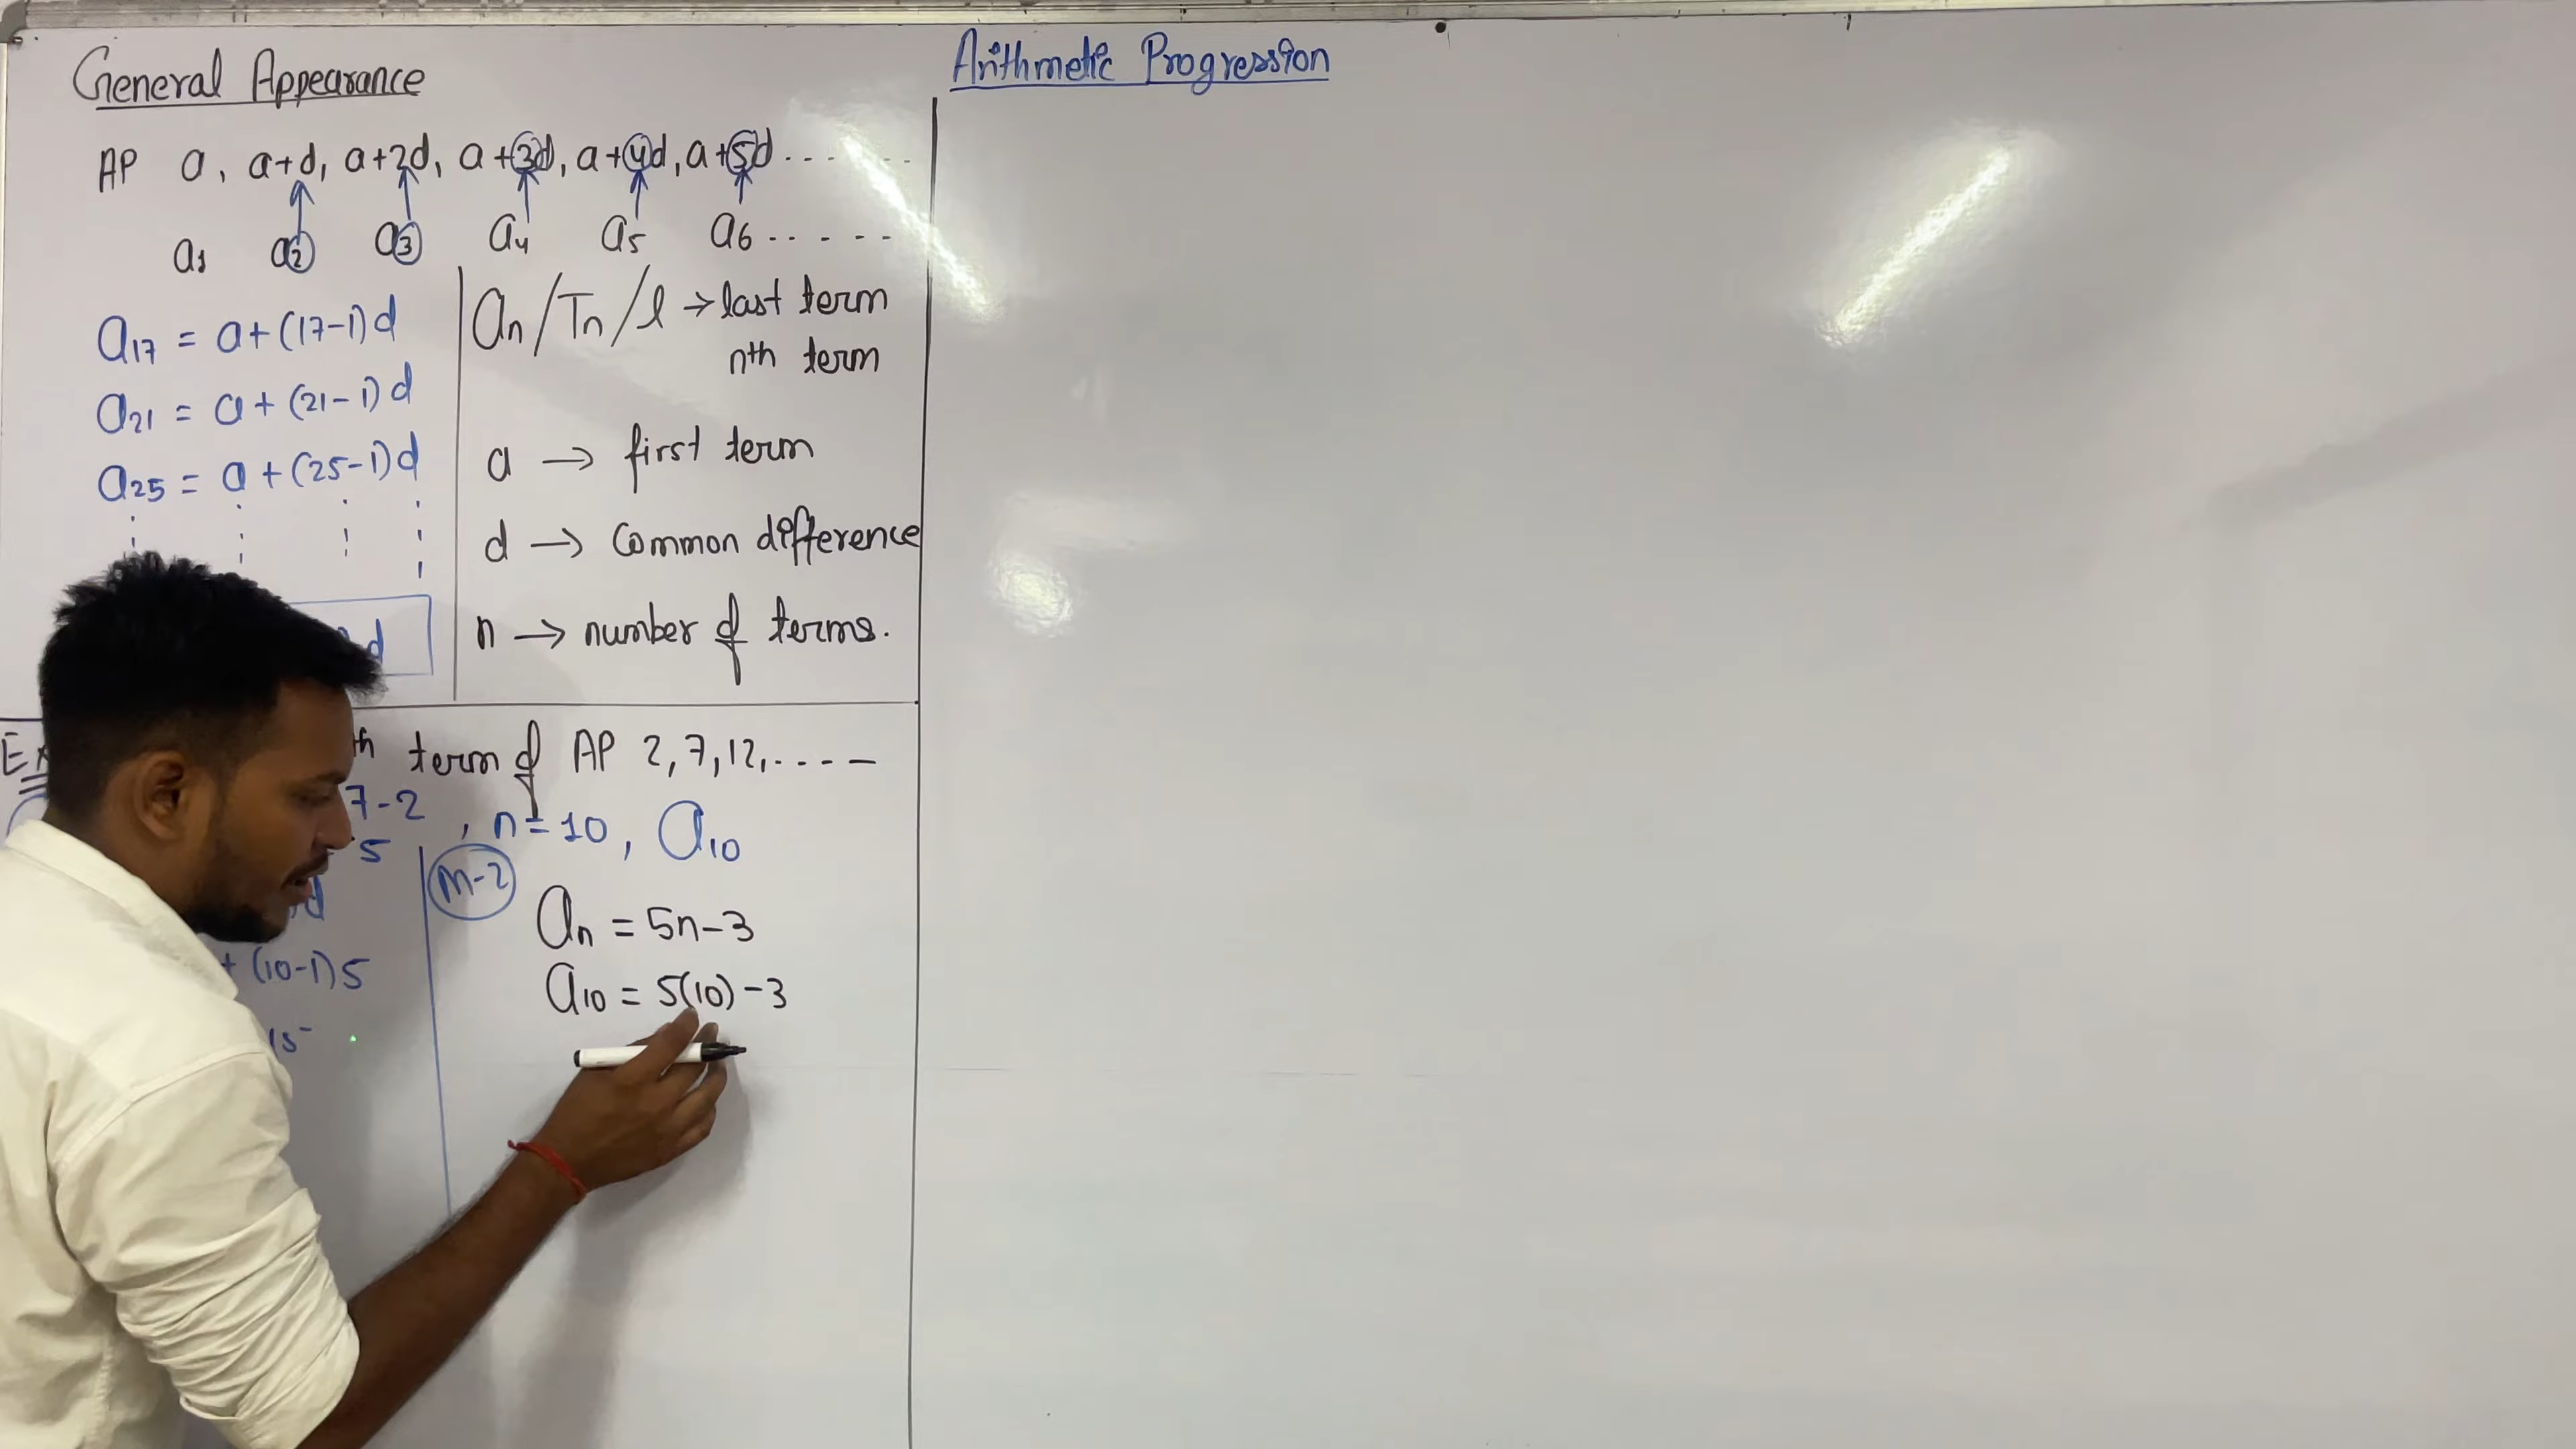 General Appearance
Arithmetic Progression
AP a, a+d, a+2d, a+3d, a+4d, a+5d.... ..
a1 a2 a3 a4 a5 a6.....
a17 = a+(17-1)d
a21 = a+(21-1)d
a25 = a+(25-1)d
an/Tn/l → last term
nth term
a → first term
d → Common difference
n → number of terms.
d
th term of AP 2,7,12,.....
7-2
5
, n=10, a10
d
+ (10-1)5
m-2
an = 5n-3
a10 = 5(10)-3